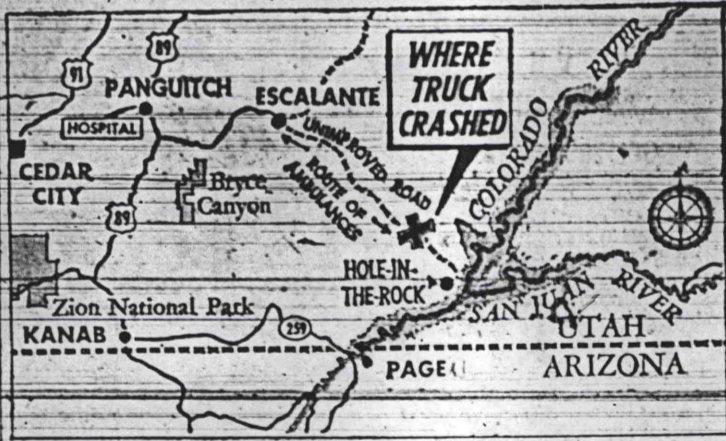 89
91
PANGUITCH
HOSPITAL
ESCALANTE
WHERE
TRUCK
CRASHED
COLORADO RIVER
UNIMPROVED ROAD
ROUTE OF
AMBULANCES
CEDAR
CITY
Bryce
Canyon
89
HOLE-IN-
THE-ROCK
SAN JUAN RIVER
Zion National Park
KANAB
259
UTAH
PAGE
ARIZONA